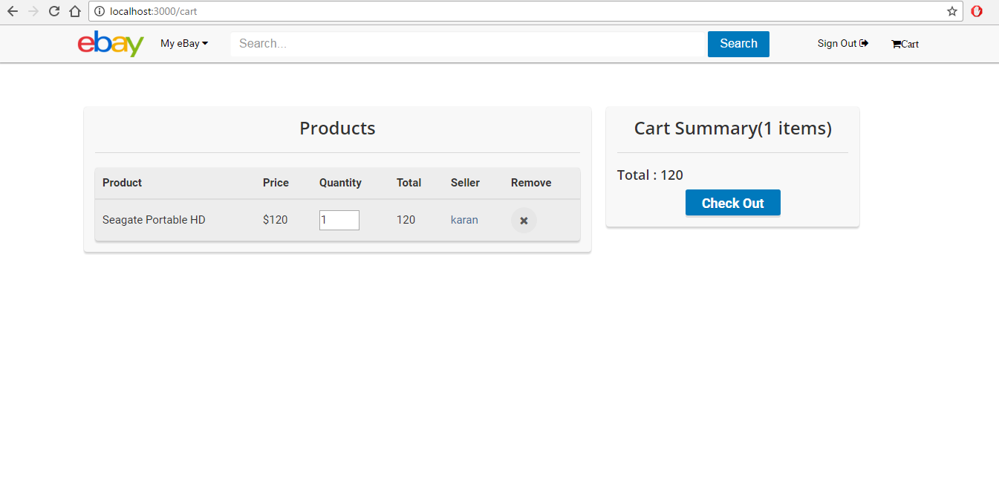 localhost:3000/cart
ebay My eBay Search... Search Sign Out Cart
Products
Product Price Quantity Total Seller Remove
Seagate Portable HD $120 1 120 karan
Cart Summary(1 items)
Total : 120
Check Out